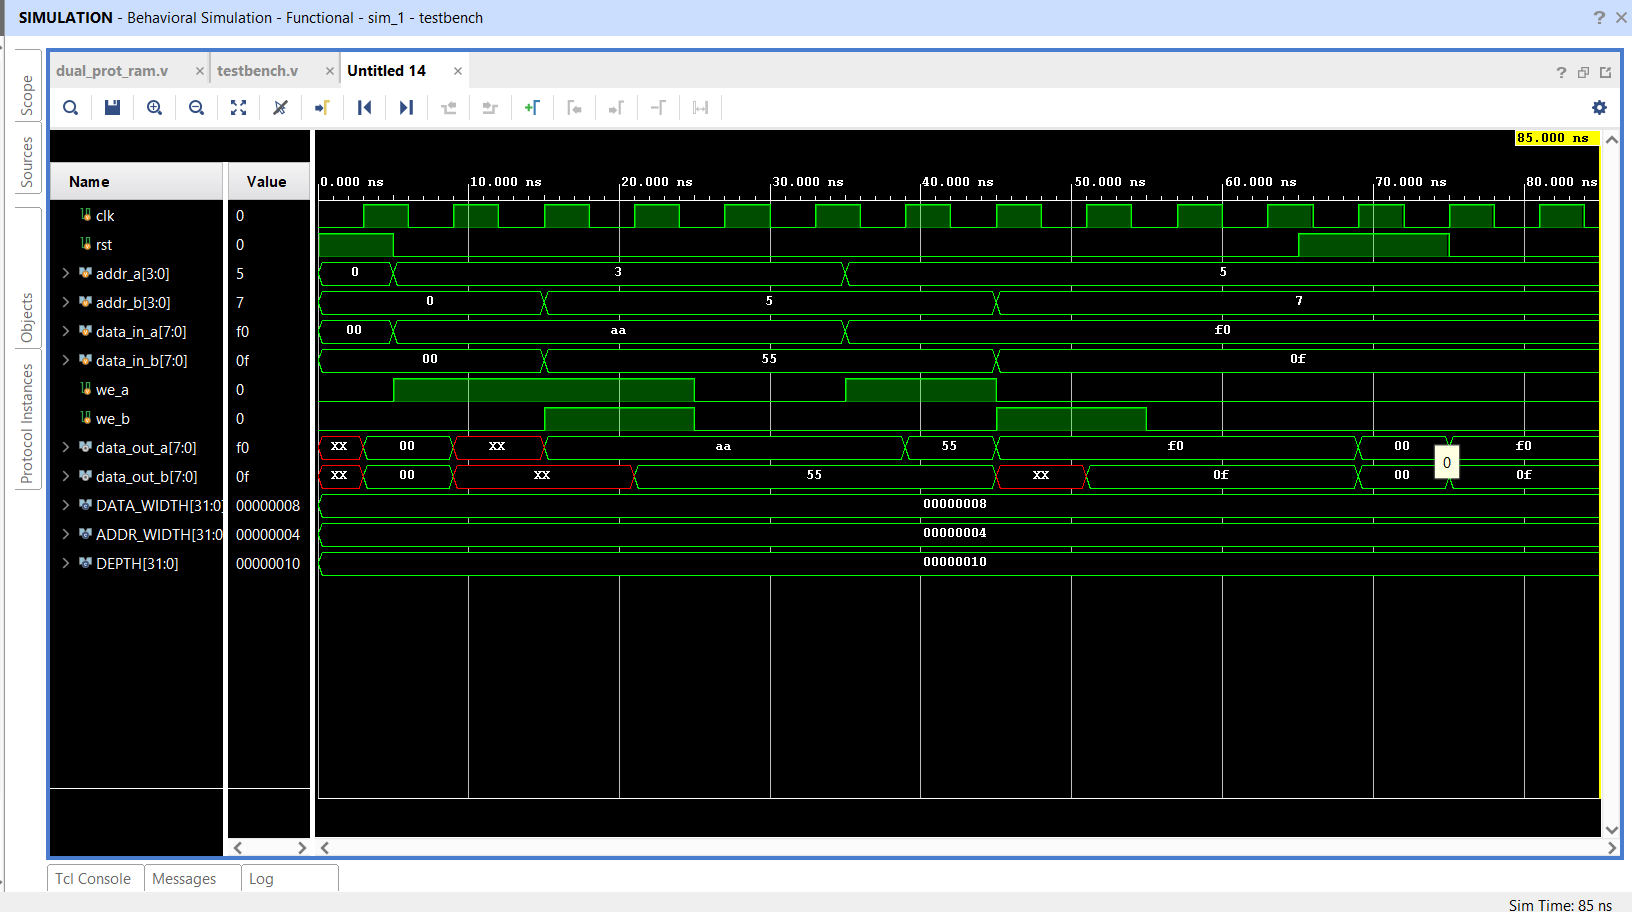 SIMULATION - Behavioral Simulation - Functional - sim_1 - testbench
dual_prot_ram.v
testbench.v
Untitled 14
Scope
Sources
Objects
Protocol Instances
85.000 ns
Name Value
0.000 ns 10.000 ns 20.000 ns 30.000 ns 40.000 ns 50.000 ns 60.000 ns 70.000 ns 80.000 ns
clk 0
rst 0
addr_a[3:0] 5 0 3 5
addr_b[3:0] 7 0 5 7
data_in_a[7:0] f0 00 aa f0
data_in_b[7:0] 0f 00 55 0f
we_a 0
we_b 0
data_out_a[7:0] f0 XX 00 XX aa 55 f0 00 f0
0
data_out_b[7:0] 0f XX 00 XX 55 XX 0f 00 0f
DATA_WIDTH[31:0] 00000008 00000008
ADDR_WIDTH[31:0 00000004 00000004
DEPTH[31:0] 00000010 00000010
Tcl Console
Messages
Log
Sim Time: 85 ns